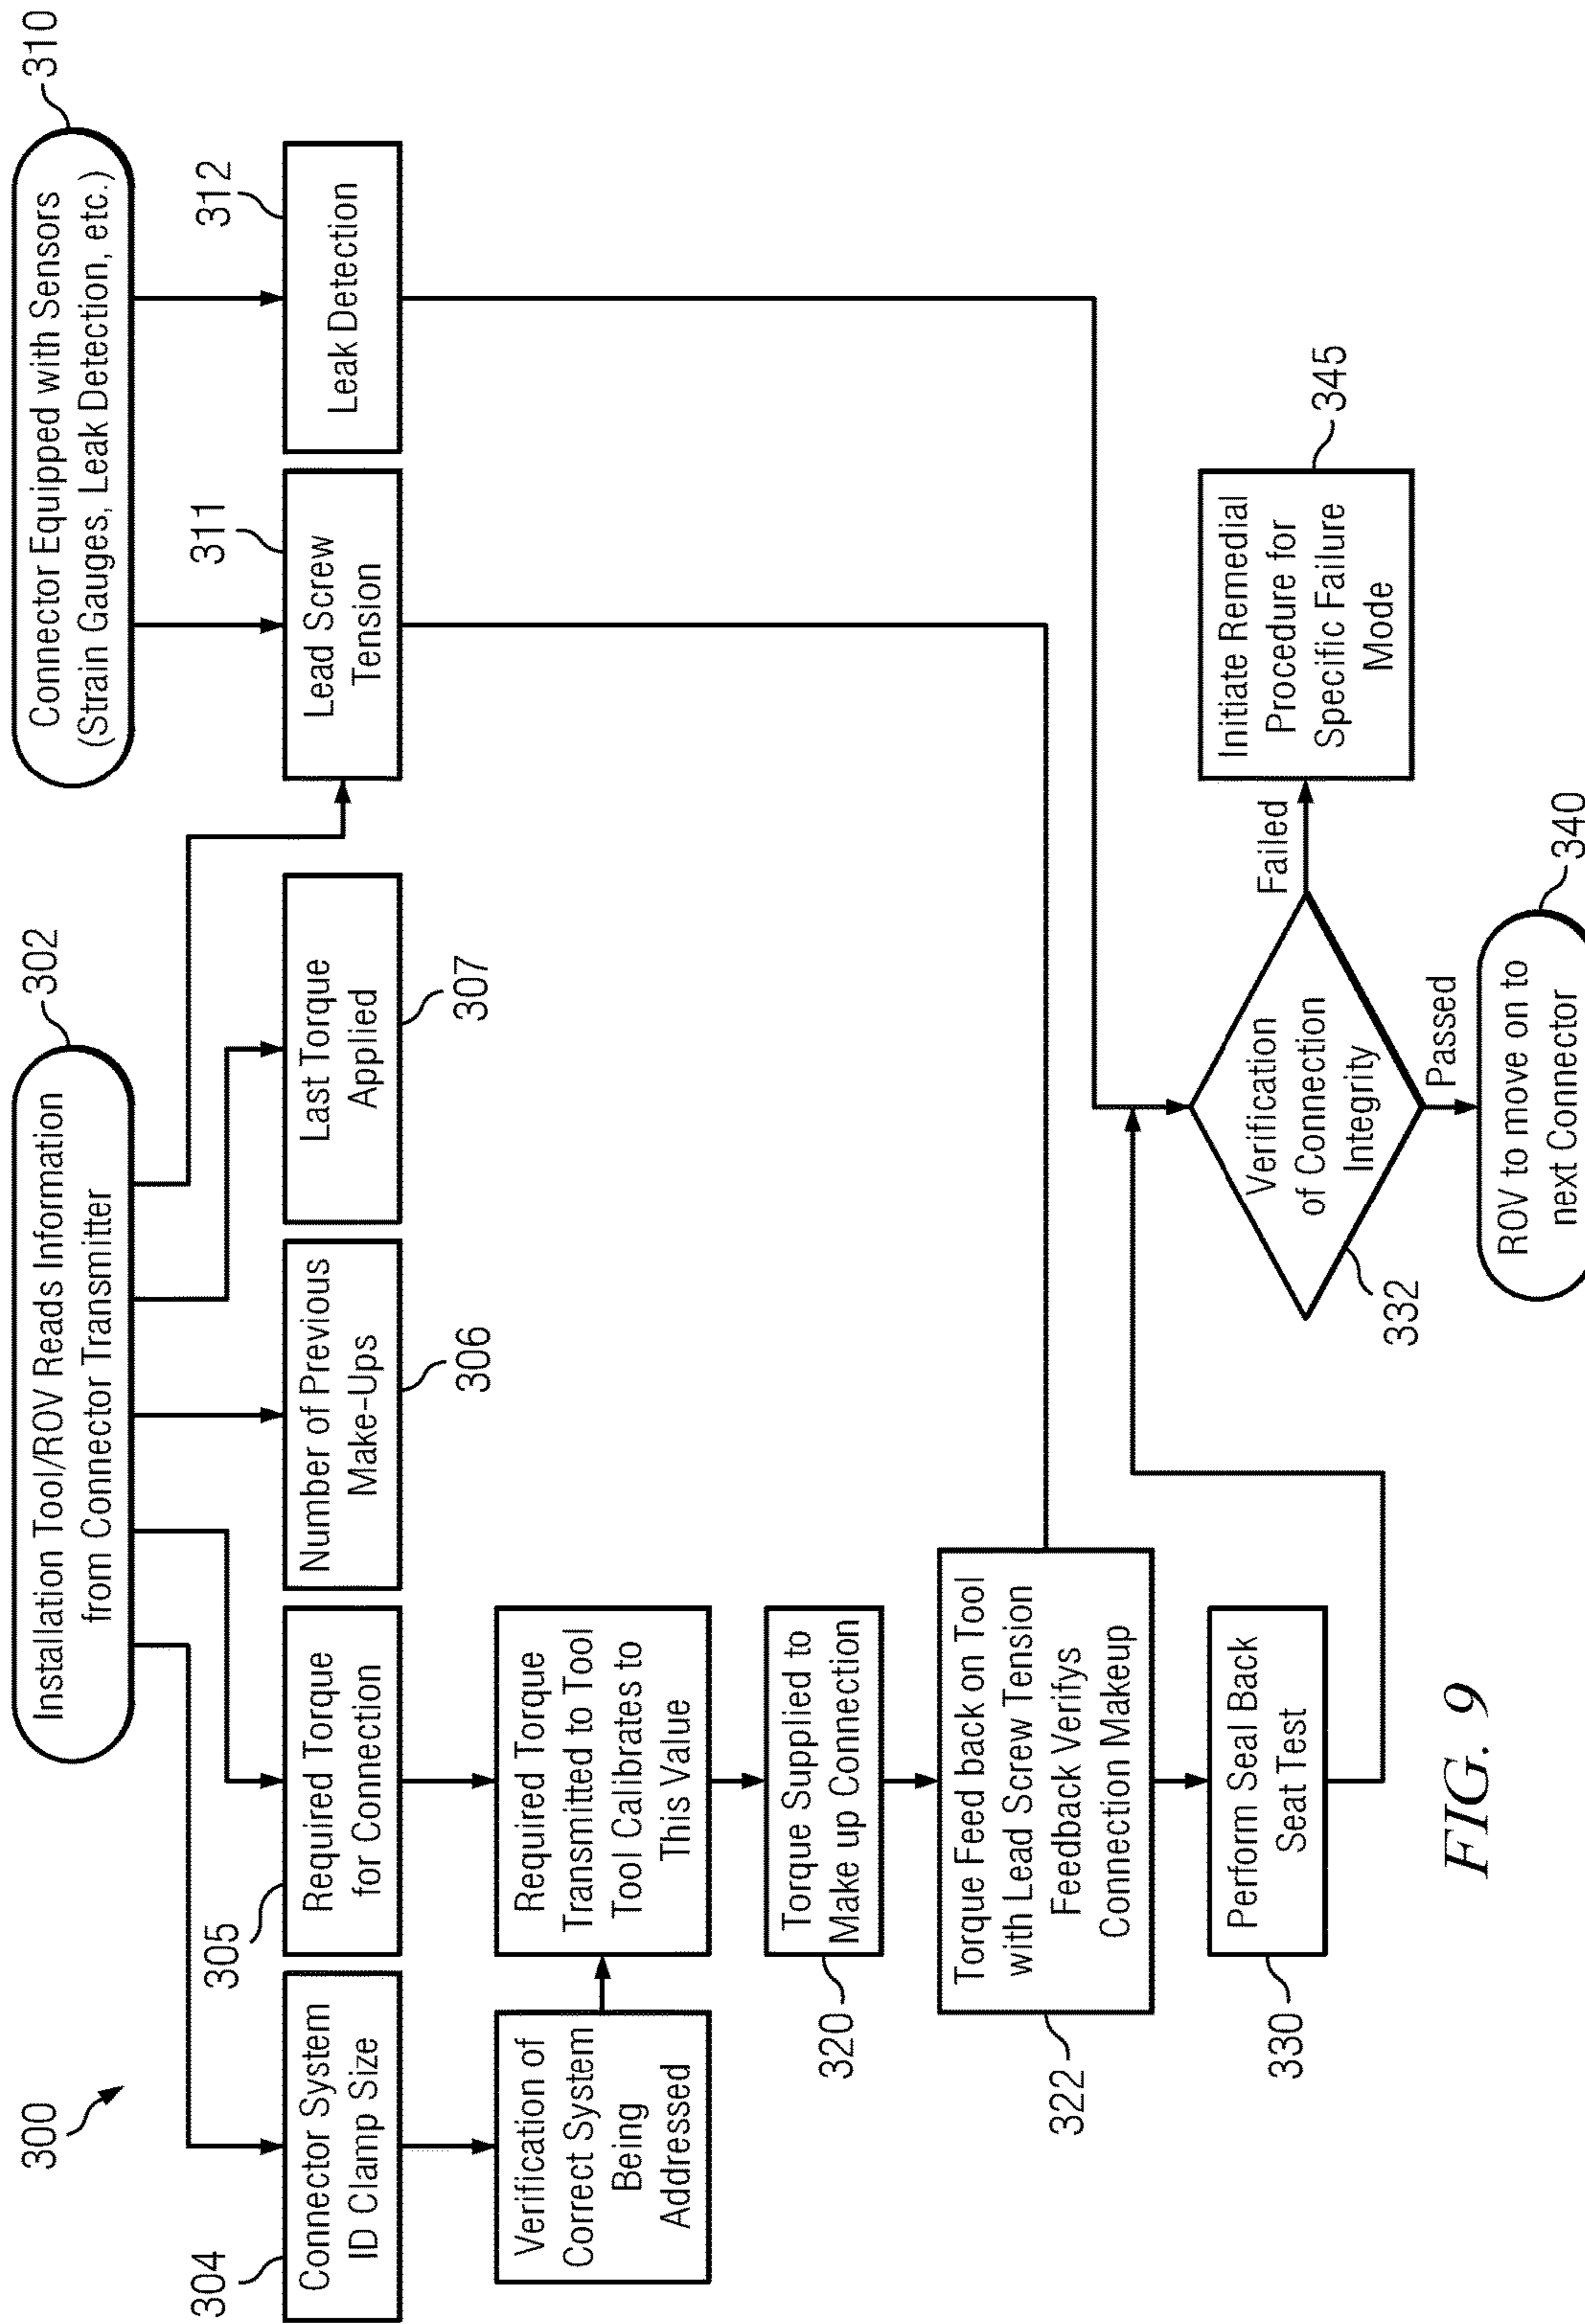 300
Installation Tool/ROV Reads Information
from Connector Transmitter
302
Connector Equipped with Sensors
(Strain Gauges, Leak Detection, etc.)
310
304
Connector System
ID Clamp Size
305
Required Torque
for Connection
Number of Previous
Make-Ups
306
Last Torque
Applied
307
311
Lead Screw
Tension
312
Leak Detection
Verification of
Correct System
Being
Addressed
Required Torque
Transmitted to Tool
Tool Calibrates to
This Value
320
Torque Supplied to
Make up Connection
322
Torque Feed back on Tool
with Lead Screw Tension
Feedback Verifys
Connection Makeup
330
Perform Seal Back
Seat Test
332
Verification
of Connection
Integrity
Failed
Initiate Remedial
Procedure for
Specific Failure
Mode
345
Passed
ROV to move on to
next Connector
340
FIG. 9